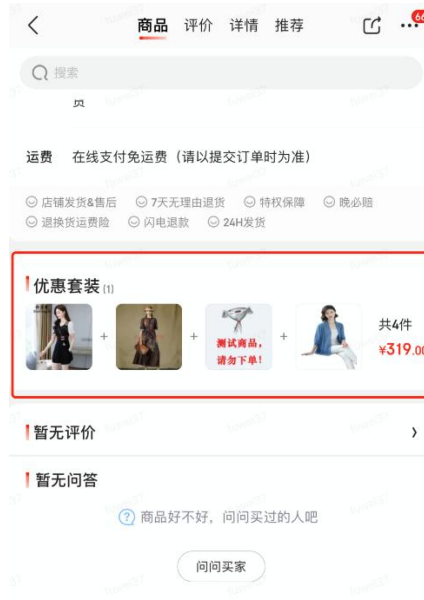 商品 评价 详情 推荐
搜索
运费 在线支付免运费（请以提交订单时为准）
店铺发货&售后 7天无理由退货 特权保障 晚必赔
退换货运费险 闪电退款 24H发货
优惠套装(1)
+ + 测试商品， + 共4件
请勿下单! ¥319.00
暂无评价
暂无问答
? 商品好不好，问问买过的人吧
问问买家